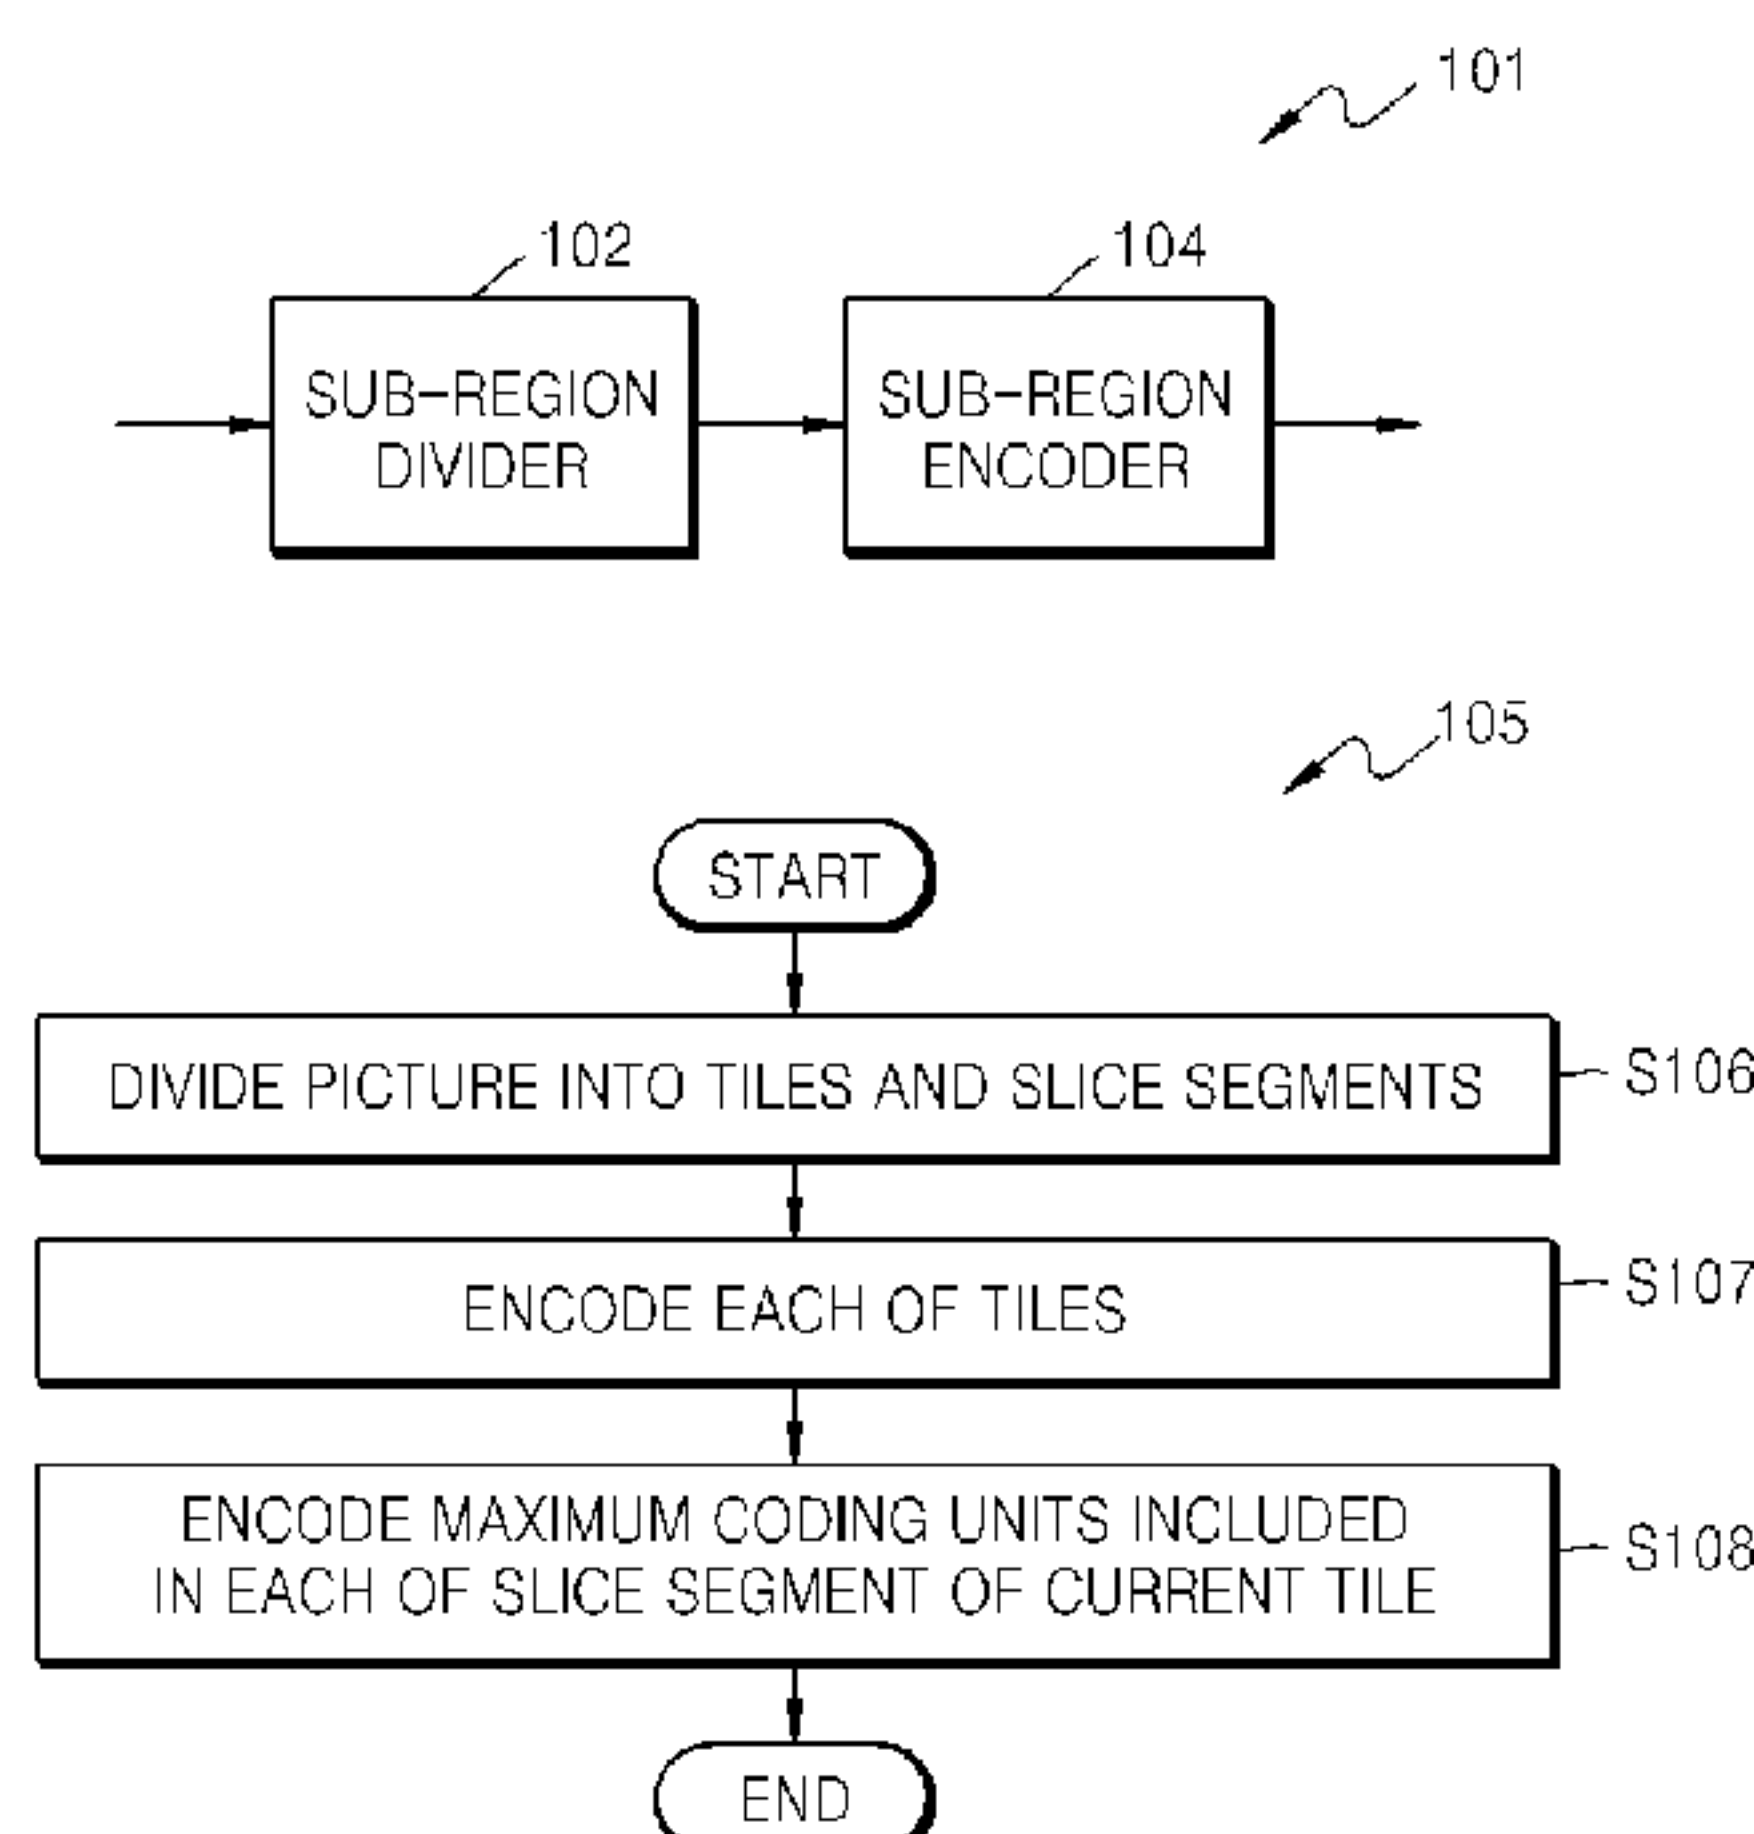 101
102
104
SUB-REGION
DIVIDER
SUB-REGION
ENCODER
105
START
DIVIDE PICTURE INTO TILES AND SLICE SEGMENTS
S106
ENCODE EACH OF TILES
S107
ENCODE MAXIMUM CODING UNITS INCLUDED
IN EACH OF SLICE SEGMENT OF CURRENT TILE
S108
END